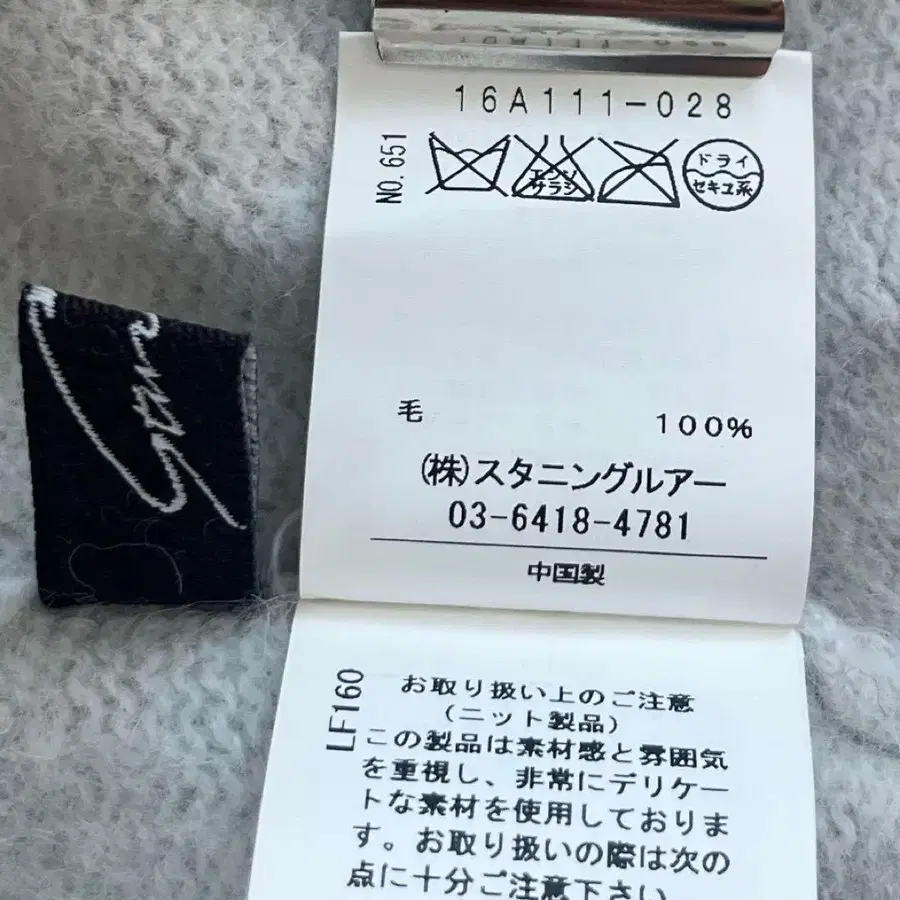 16A111-028
NO. 651
エンソ
サラシ
ドライ
セキユ系
毛 100%
(株)スタニングルアー
03-6418-4781
中国製
LF160
お取り扱い上のご注意
(ニット製品)
この製品は素材感と雰囲気
を重視し、非常にデリケー
トな素材を使用しておりま
す。お取り扱いの際は次の
点に十分ご注意下さい